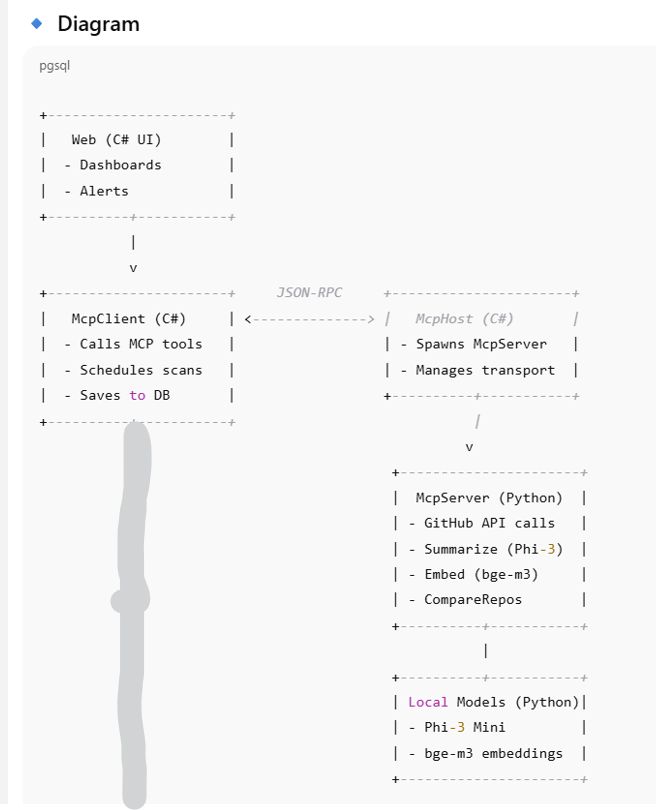 Diagram
pgsql
Web (C# UI)
- Dashboards
- Alerts
v
JSON-RPC
McpClient (C#) <--------------> McpHost (C#)
- Calls MCP tools - Spawns McpServer
- Schedules scans - Manages transport
- Saves to DB
v
McpServer (Python)
- GitHub API calls
- Summarize (Phi-3)
- Embed (bge-m3)
- CompareRepos
Local Models (Python)
- Phi-3 Mini
- bge-m3 embeddings